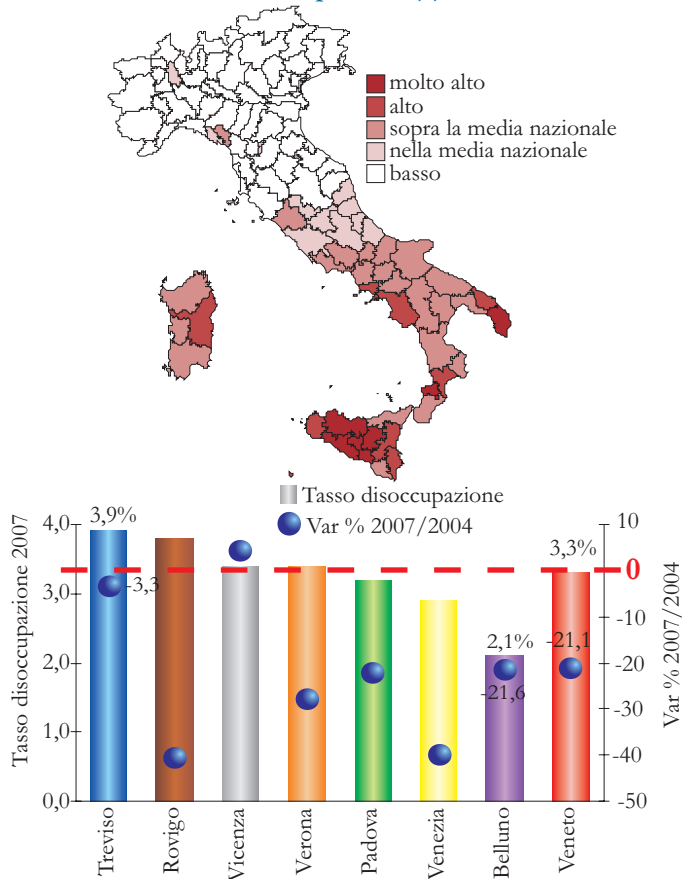 molto alto
alto
sopra la media nazionale
nella media nazionale
basso
Tasso disoccupazione
Var % 2007/2004
Tasso disoccupazione 2007
4,0
3,0
2,0
1,0
0,0
3,9%
-3,3
2,1%
-21,6
3,3%
-21,1
10
0
-10
-20
-30
-40
-50
Var % 2007/2004
Treviso
Rovigo
Vicenza
Verona
Padova
Venezia
Belluno
Veneto